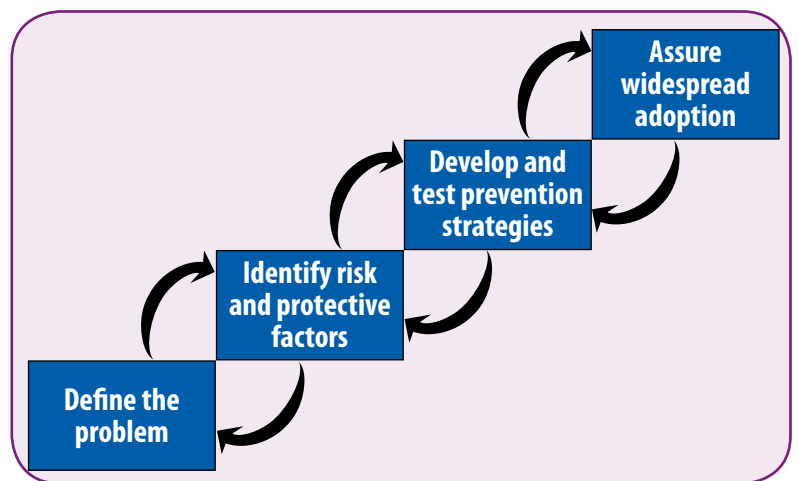 Assure
widespread
adoption
Develop and
test prevention
strategies
Identify risk
and protective
factors
Define the
problem